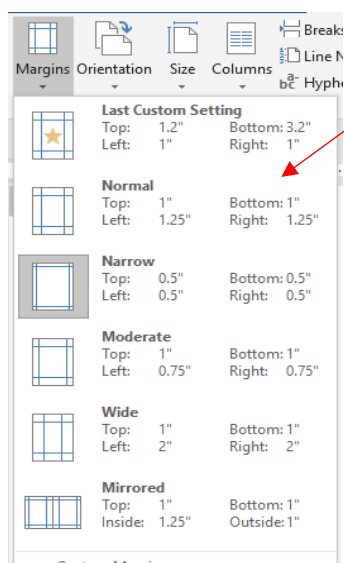 Breaks
Line N
Margins Orientation Size Columns
Hyphe
Last Custom Setting
Top: 1.2" Bottom: 3.2"
Left: 1" Right: 1"
Normal
Top: 1" Bottom: 1"
Left: 1.25" Right: 1.25"
Narrow
Top: 0.5" Bottom: 0.5"
Left: 0.5" Right: 0.5"
Moderate
Top: 1" Bottom: 1"
Left: 0.75" Right: 0.75"
Wide
Top: 1" Bottom: 1"
Left: 2" Right: 2"
Mirrored
Top: 1" Bottom: 1"
Inside: 1.25" Outside: 1"